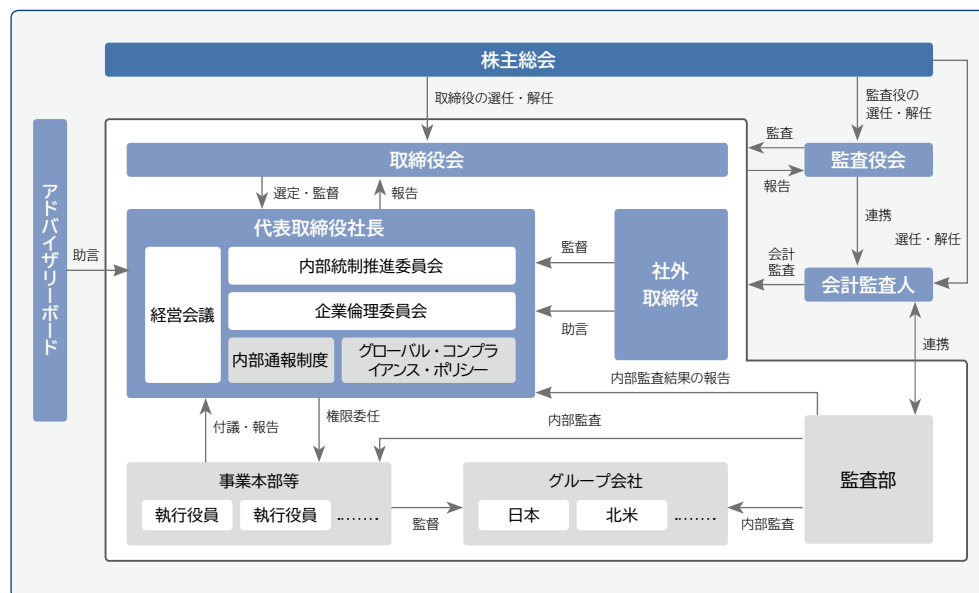 株主総会
取締役の選任・解任
監査役の
選任・解任
アドバイザリーボード
助言
取締役会
監査
報告
監査役会
選定・監督
報告
連携
選任・解任
代表取締役社長
経営会議
内部統制推進委員会
企業倫理委員会
内部通報制度
グローバル・コンプラ
イアンス・ポリシー
監督
助言
社外
取締役
会計
監査
会計監査人
連携
内部監査結果の報告
付議・報告
権限委任
内部監査
事業本部等
執行役員
執行役員
........
監督
グループ会社
日本
北米
........
内部監査
監査部